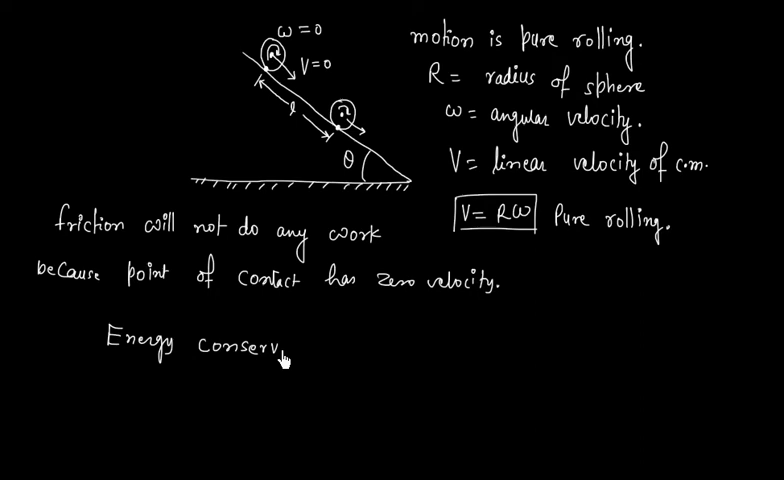 ω = 0
V = 0
l
θ
motion is pure rolling.
R = radius of sphere
ω = angular velocity.
V = linear velocity of c.m.
V = Rω Pure rolling.
friction will not do any work
because point of contact has zero velocity.
Energy conserv